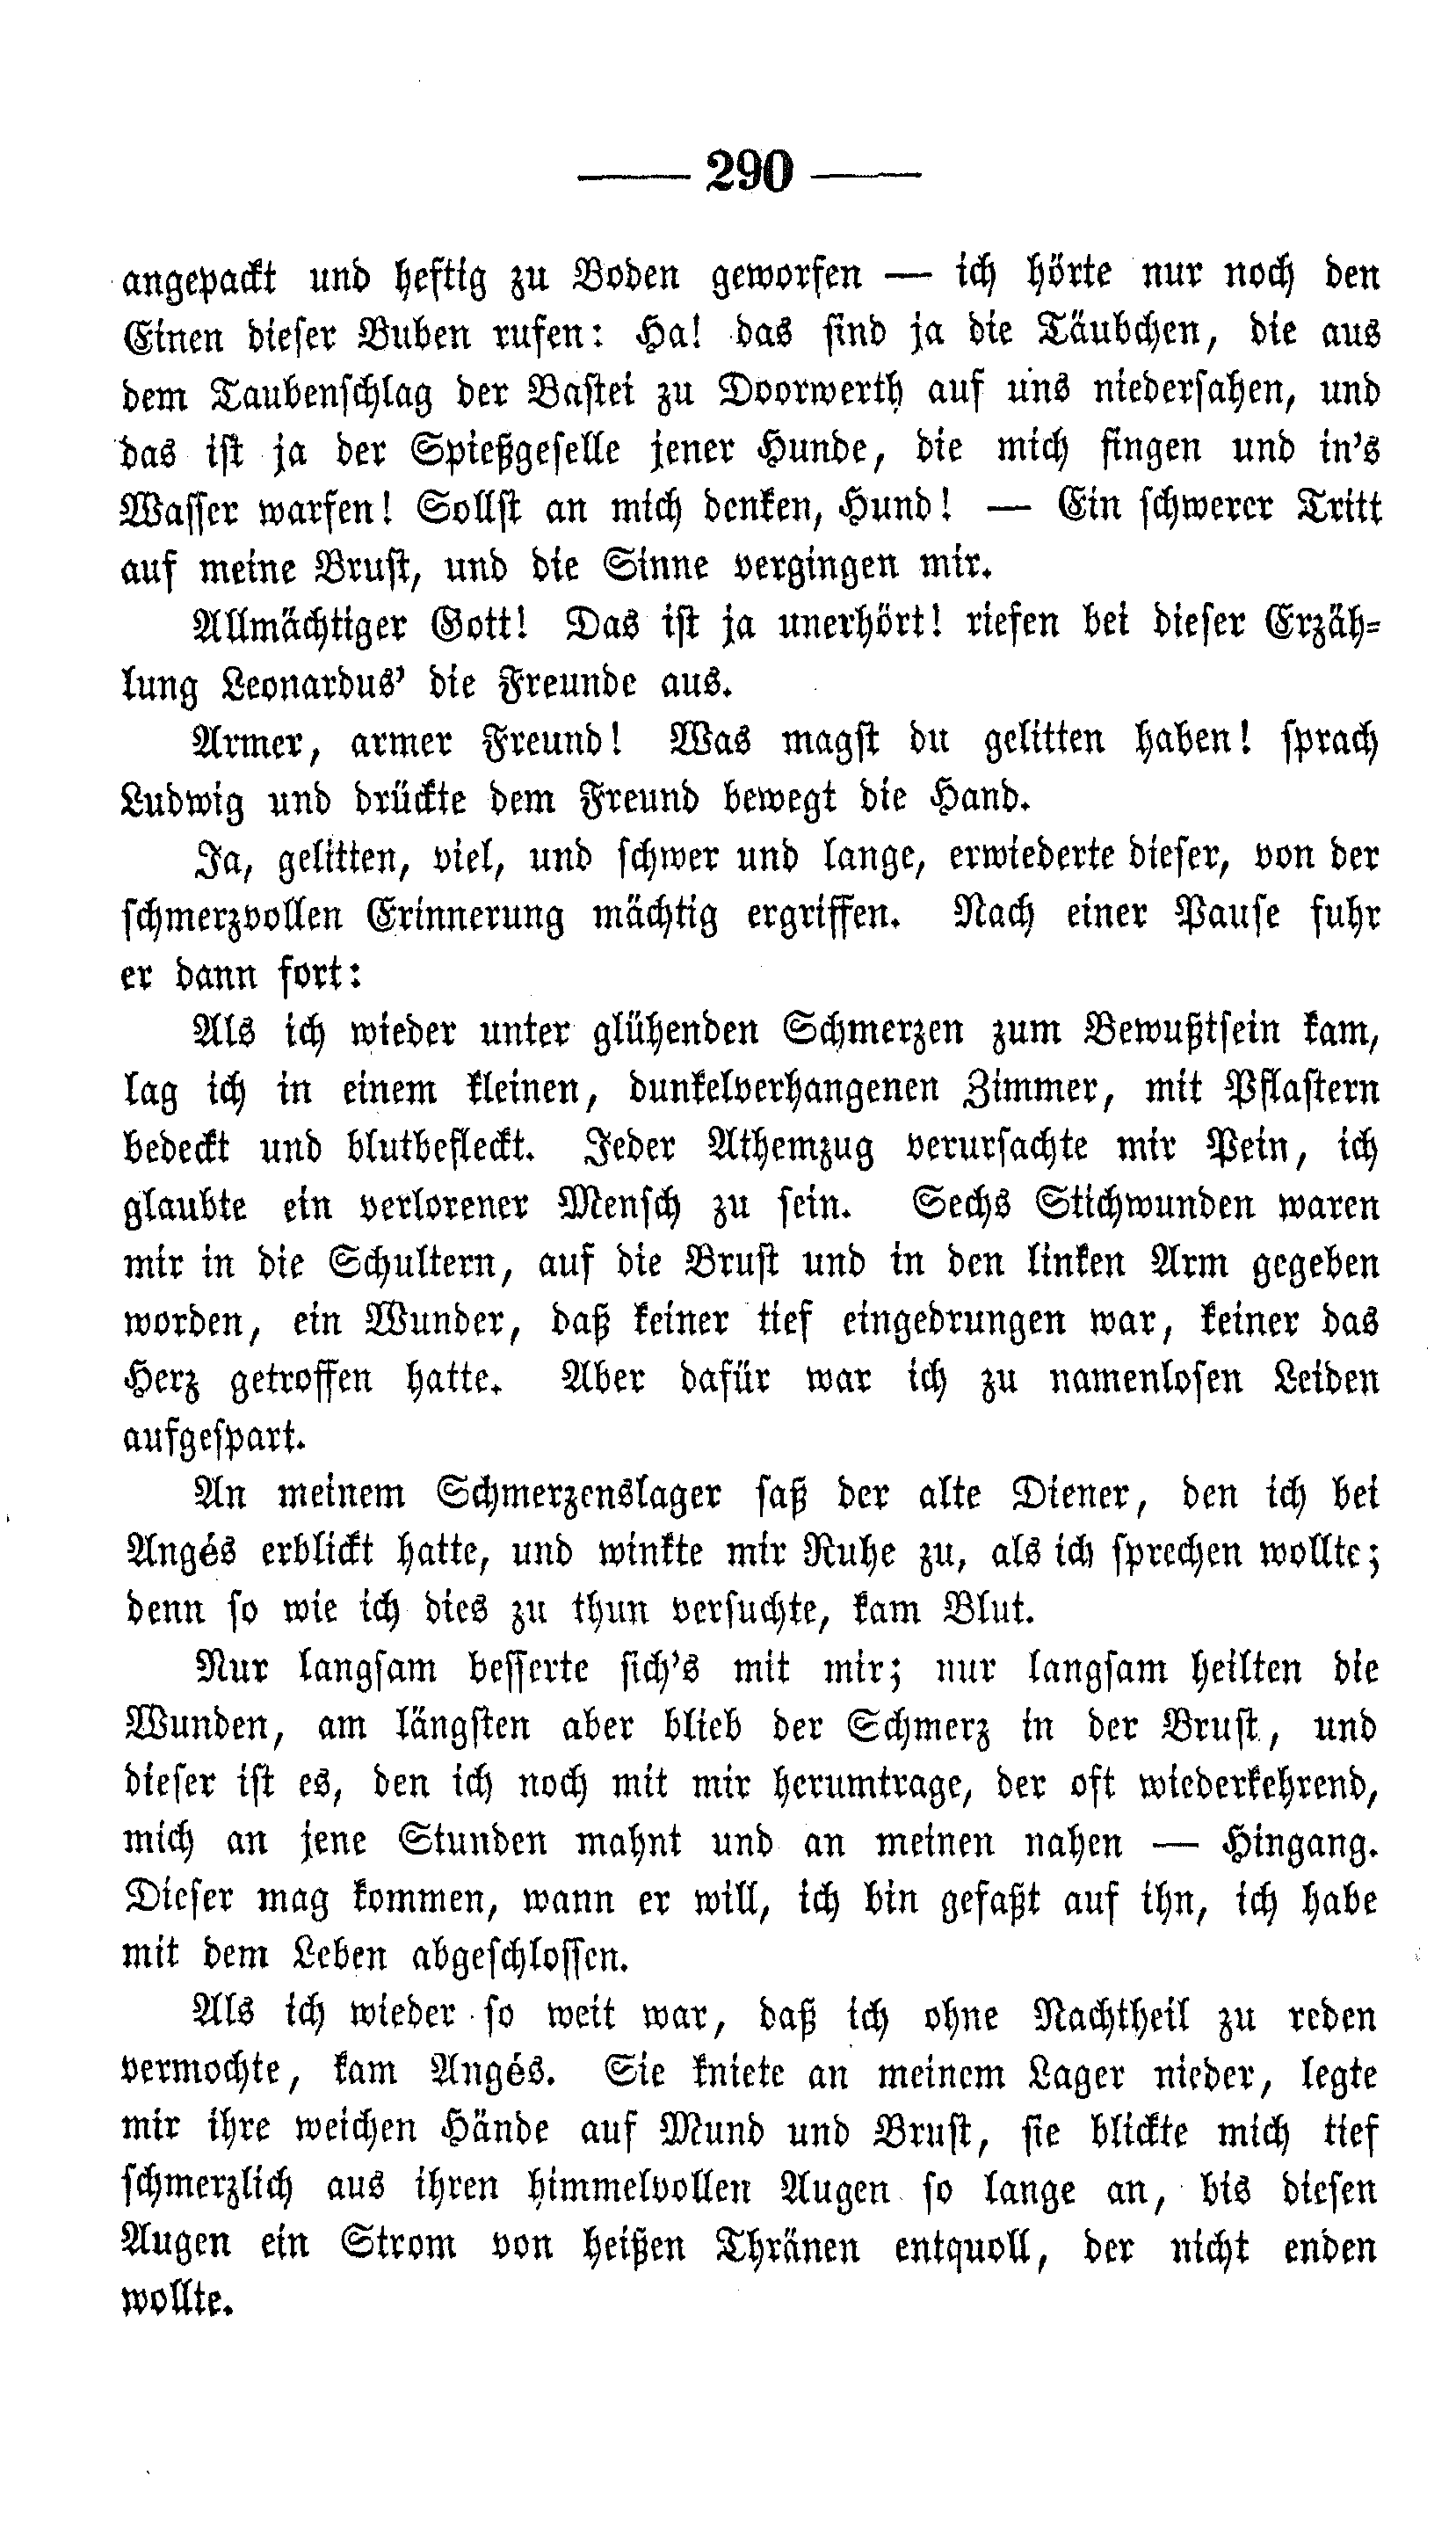 — 290 —
angepackt und heftig zu Boden geworfen — ich hörte nur noch den
Einen dieser Buben rufen: Ha! das sind ja die Täubchen, die aus
dem Taubenschlag der Bastei zu Doorwerth auf uns niedersahen, und
das ist ja der Spießgeselle jener Hunde, die mich fingen und in's
Wasser warfen! Sollst an mich denken, Hund! — Ein schwerer Tritt
auf meine Brust, und die Sinne vergingen mir.
Allmächtiger Gott! Das ist ja unerhört! riefen bei dieser Erzäh-
lung Leonardus' die Freunde aus.
Armer, armer Freund! Was magst du gelitten haben! sprach
Ludwig und drückte dem Freund bewegt die Hand.
Ja, gelitten, viel, und schwer und lange, erwiederte dieser, von der
schmerzvollen Erinnerung mächtig ergriffen. Nach einer Pause fuhr
er dann fort:
Als ich wieder unter glühenden Schmerzen zum Bewußtsein kam,
lag ich in einem kleinen, dunkelverhangenen Zimmer, mit Pflastern
bedeckt und blutbefleckt. Jeder Athemzug verursachte mir Pein, ich
glaubte ein verlorener Mensch zu sein. Sechs Stichwunden waren
mir in die Schultern, auf die Brust und in den linken Arm gegeben
worden, ein Wunder, daß keiner tief eingedrungen war, keiner das
Herz getroffen hatte. Aber dafür war ich zu namenlosen Leiden
aufgespart.
An meinem Schmerzenslager saß der alte Diener, den ich bei
Angés erblickt hatte, und winkte mir Ruhe zu, als ich sprechen wollte;
denn so wie ich dies zu thun versuchte, kam Blut.
Nur langsam besserte sich's mit mir; nur langsam heilten die
Wunden, am längsten aber blieb der Schmerz in der Brust, und
dieser ist es, den ich noch mit mir herumtrage, der oft wiederkehrend,
mich an jene Stunden mahnt und an meinen nahen — Hingang.
Dieser mag kommen, wann er will, ich bin gefaßt auf ihn, ich habe
mit dem Leben abgeschlossen.
Als ich wieder so weit war, daß ich ohne Nachtheil zu reden
vermochte, kam Angés. Sie kniete an meinem Lager nieder, legte
mir ihre weichen Hände auf Mund und Brust, sie blickte mich tief
schmerzlich aus ihren himmelvollen Augen so lange an, bis diesen
Augen ein Strom von heißen Thränen entquoll, der nicht enden
wollte.